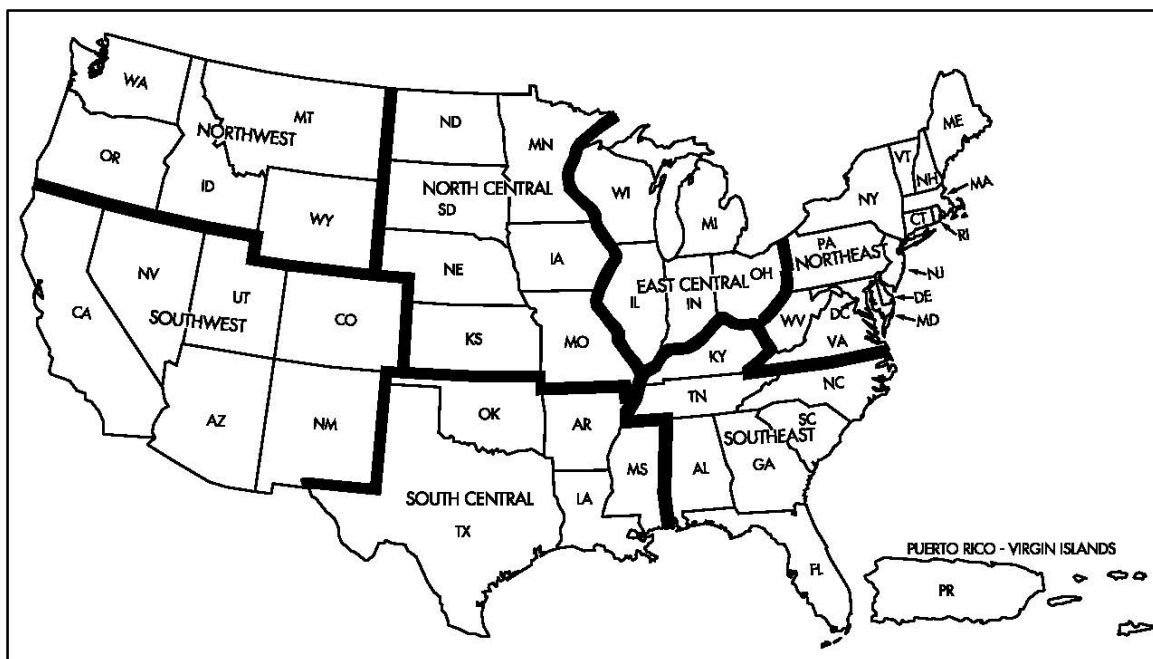 WA
MT
ND
MN
ME
NORTHWEST
OR
VT
NH
ID
NORTH CENTRAL
WI
NY
MA
WY
SD
MI
CT
RI
PA
NORTHEAST
NE
IA
OH
EAST CENTRAL
NJ
NV
UT
IL
IN
DE
DC
WV
MD
CA
SOUTHWEST
CO
KS
MO
VA
KY
NC
TN
AZ
NM
OK
AR
SC
SOUTHEAST
MS
AL
GA
SOUTH CENTRAL
LA
TX
PUERTO RICO - VIRGIN ISLANDS
FL
PR